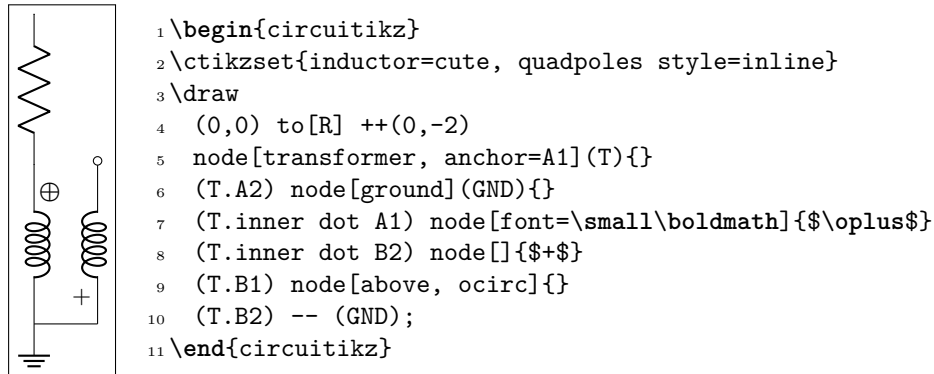 1 \begin{circuitikz}
2 \ctikzset{inductor=cute, quadpoles style=inline}
3 \draw
4   (0,0) to[R] ++(0,-2)
5   node[transformer, anchor=A1](T){}
6   (T.A2) node[ground](GND){}
7   (T.inner dot A1) node[font=\small\boldmath]{$\oplus$}
8   (T.inner dot B2) node[]{$+$}
9   (T.B1) node[above, ocirc]{}
10   (T.B2) -- (GND);
11 \end{circuitikz}
⊕
+